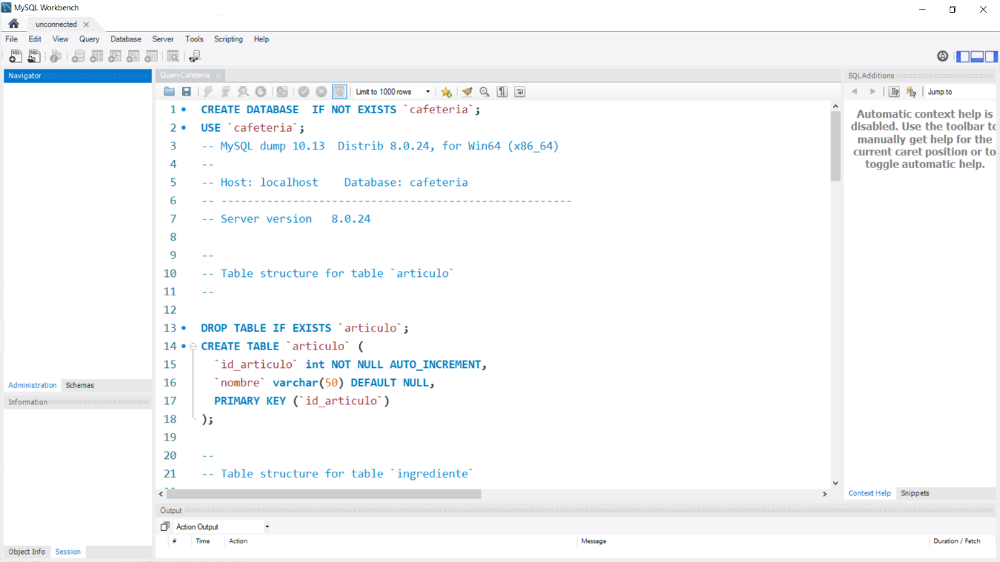 MySQL Workbench
unconnected
File Edit View Query Database Server Tools Scripting Help
Navigator
QueryCafeteria
SQLAdditions
Limit to 1000 rows
Jump to
1 CREATE DATABASE  IF NOT EXISTS `cafeteria`;
2 USE `cafeteria`;
3 -- MySQL dump 10.13  Distrib 8.0.24, for Win64 (x86_64)
4 --
5 -- Host: localhost    Database: cafeteria
6 -- ------------------------------------------------------
7 -- Server version   8.0.24
8
9 --
10 -- Table structure for table `articulo`
11 --
12
13 DROP TABLE IF EXISTS `articulo`;
14 CREATE TABLE `articulo` (
15   `id_articulo` int NOT NULL AUTO_INCREMENT,
16   `nombre` varchar(50) DEFAULT NULL,
17   PRIMARY KEY (`id_articulo`)
18 );
19
20 --
21 -- Table structure for table `ingrediente`
Automatic context help is
disabled. Use the toolbar to
manually get help for the
current caret position or to
toggle automatic help.
Administration Schemas
Information
Context Help Snippets
Output
Action Output
# Time Action Message Duration / Fetch
Object Info Session